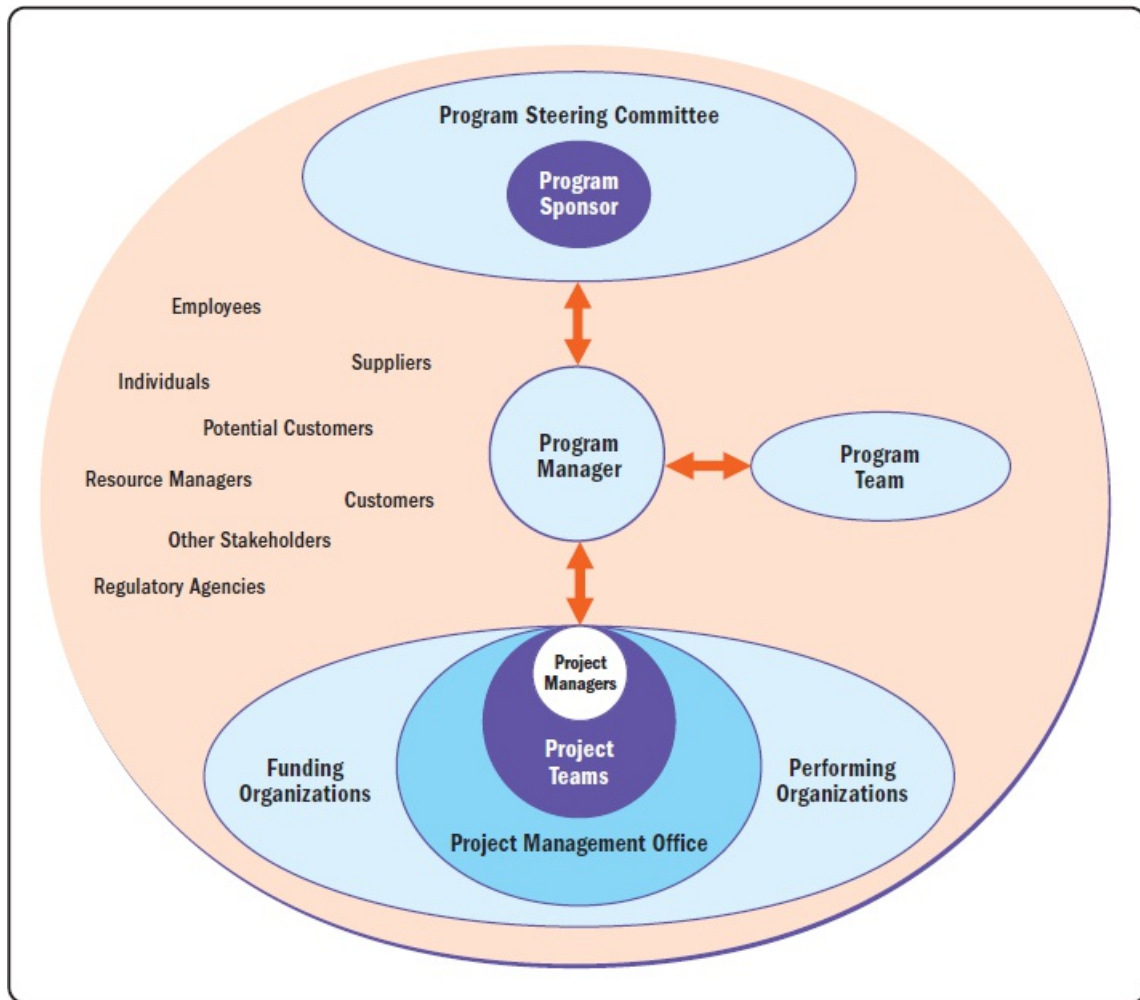 Program Steering Committee
Program
Sponsor
Employees
Suppliers
Individuals
Potential Customers
Resource Managers
Customers
Other Stakeholders
Regulatory Agencies
Program
Manager
Program
Team
Project
Managers
Project
Teams
Funding
Organizations
Performing
Organizations
Project Management Office